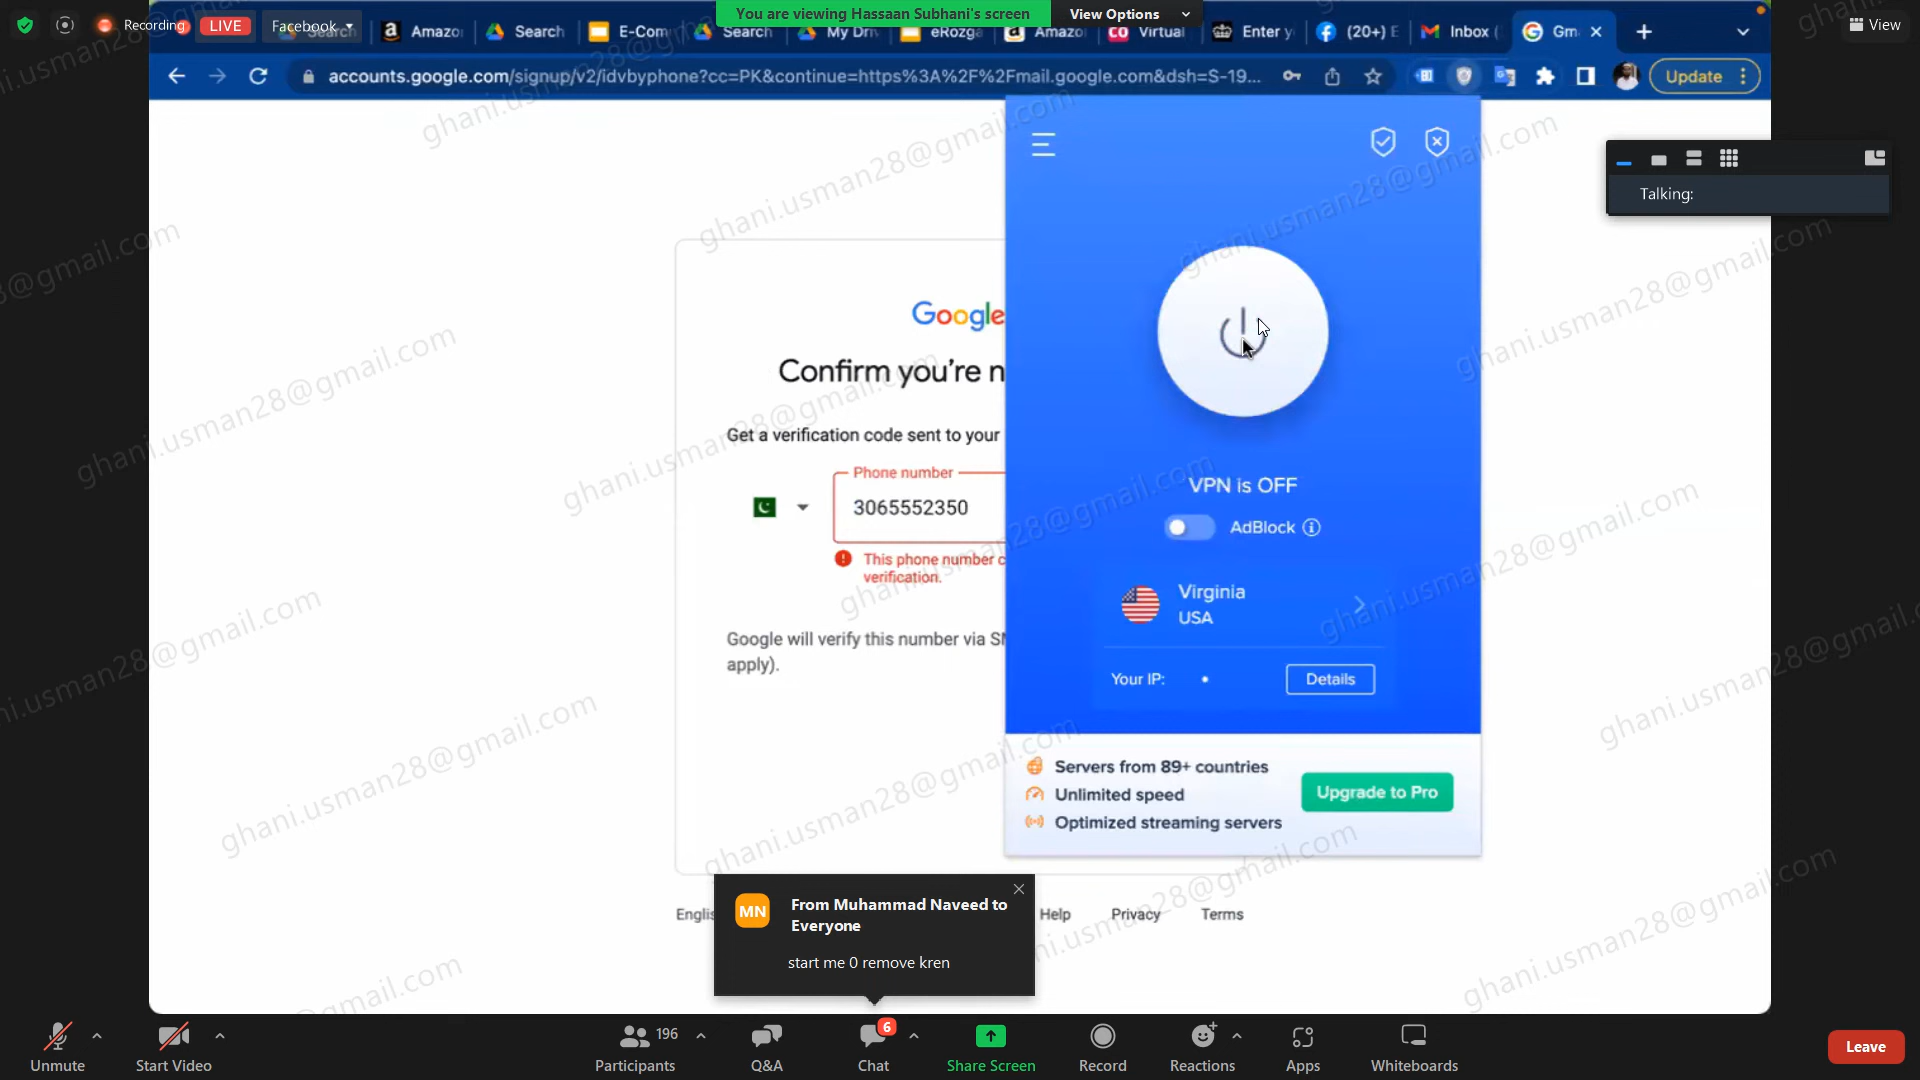 Recording
LIVE
Facebook
You are viewing Hassaan Subhani's screen
View Options
View
Search
Amazo
Search
E-Com
Search
My Driv
eRozga
Amazo
Virtual
Enter y
(20+) E
Inbox (
Gm
accounts.google.com/signup/v2/idvbyphone?cc=PK&continue=https%3A%2F%2Fmail.google.com&dsh=S-19...
Update
Talking:
Google
Confirm you're n
Get a verification code sent to your
Phone number
3065552350
This phone number c
verification.
Google will verify this number via SM
apply).
VPN is OFF
AdBlock
Virginia
USA
Your IP:
Details
Servers from 89+ countries
Unlimited speed
Optimized streaming servers
Upgrade to Pro
Englis
Help
Privacy
Terms
MN
From Muhammad Naveed to
Everyone
start me 0 remove kren
Unmute
Start Video
196
Participants
Q&A
6
Chat
Share Screen
Record
Reactions
Apps
Whiteboards
Leave
ghani.usman28@gmail.com